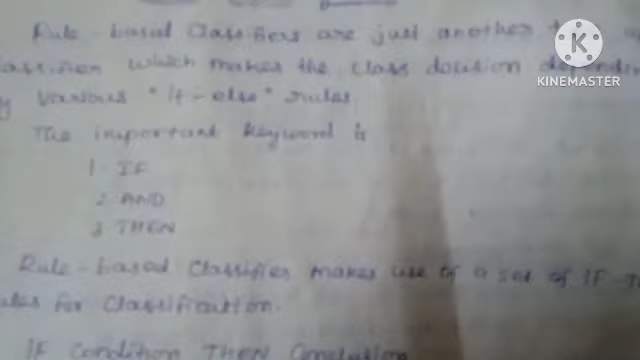 Rule-based Classifiers are just another
which makes the class decision
various "if-else" rules
The important keyword is
1 IF
2 AND
3 THEN
Rule-based Classifier makes use of a set of IF-
for Classification.
IF Condition THEN Conclusion
KINEMASTER